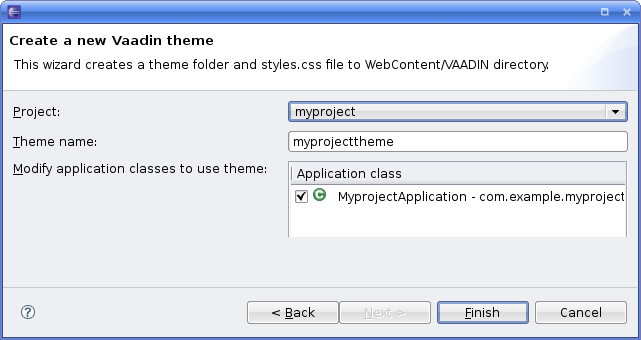 Create a new Vaadin theme
This wizard creates a theme folder and styles.css file to WebContent/VAADIN directory.
Project: myproject
Theme name: myprojecttheme
Modify application classes to use theme: Application class
MyprojectApplication - com.example.myproject
? < Back Next > Finish Cancel